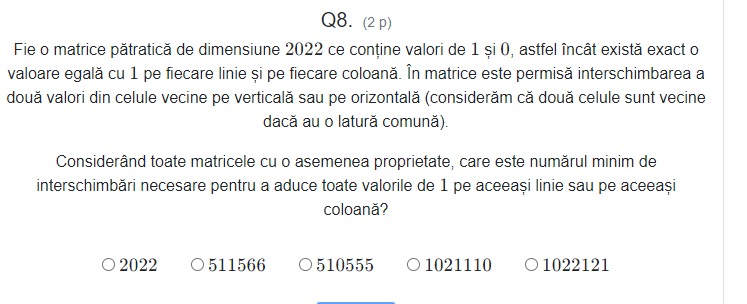 Q8. (2 p)
Fie o matrice pătratică de dimensiune 2022 ce conține valori de 1 și 0, astfel încât există exact o
valoare egală cu 1 pe fiecare linie și pe fiecare coloană. În matrice este permisă interschimbarea a
două valori din celule vecine pe verticală sau pe orizontală (considerăm că două celule sunt vecine
dacă au o latură comună).
Considerând toate matricele cu o asemenea proprietate, care este numărul minim de
interschimbări necesare pentru a aduce toate valorile de 1 pe aceeași linie sau pe aceeași
coloană?
2022 511566 510555 1021110 1022121